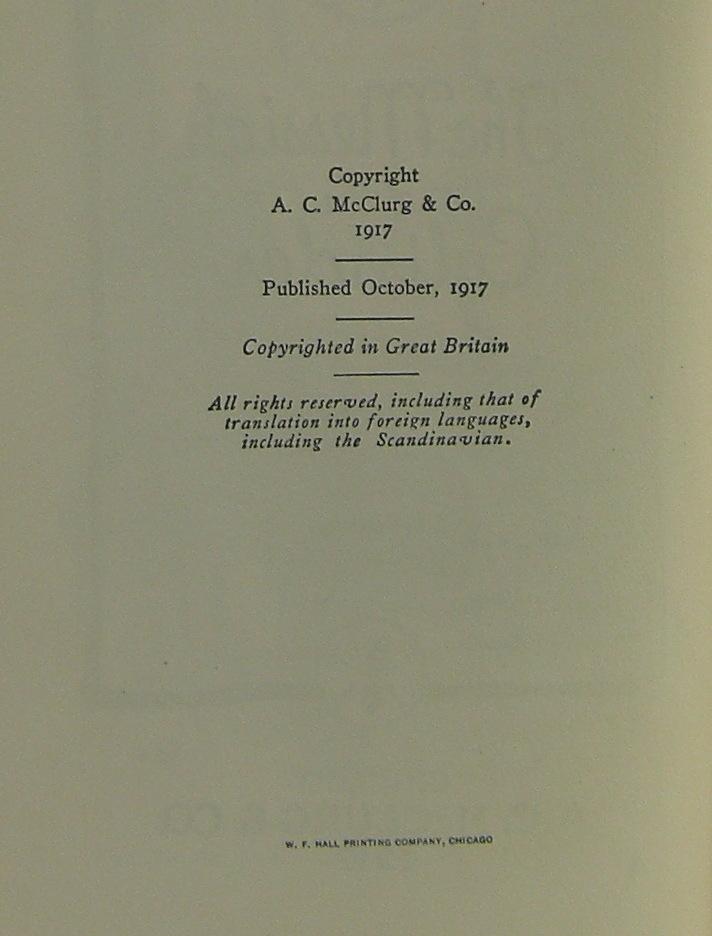 Copyright
A. C. McClurg & Co.
1917
Published October, 1917
Copyrighted in Great Britain
All rights reserved, including that of
translation into foreign languages,
including the Scandinavian.
W. F. HALL PRINTING COMPANY, CHICAGO